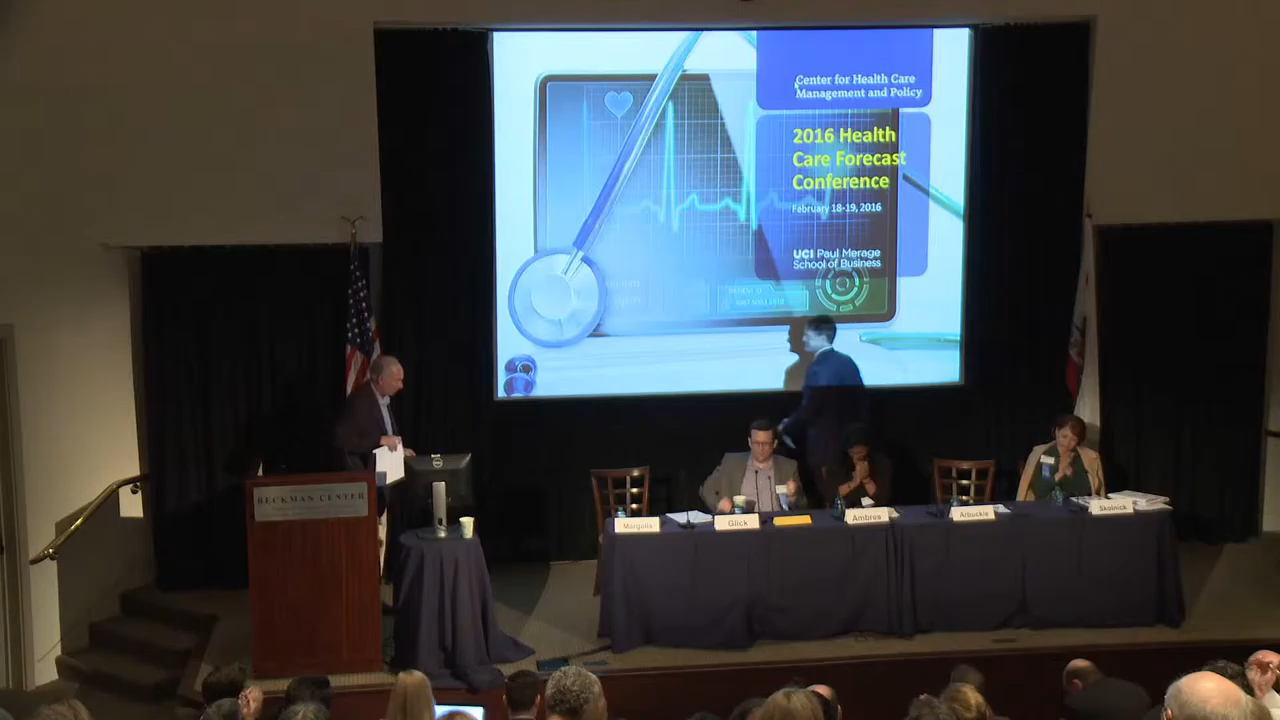 Center for Health Care
Management and Policy
2016 Health
Care Forecast
Conference
February 18-19, 2016
UCI Paul Merage
School of Business
BECKMAN CENTER
Margolis
Glick
Ambres
Arbuckle
Skolnick